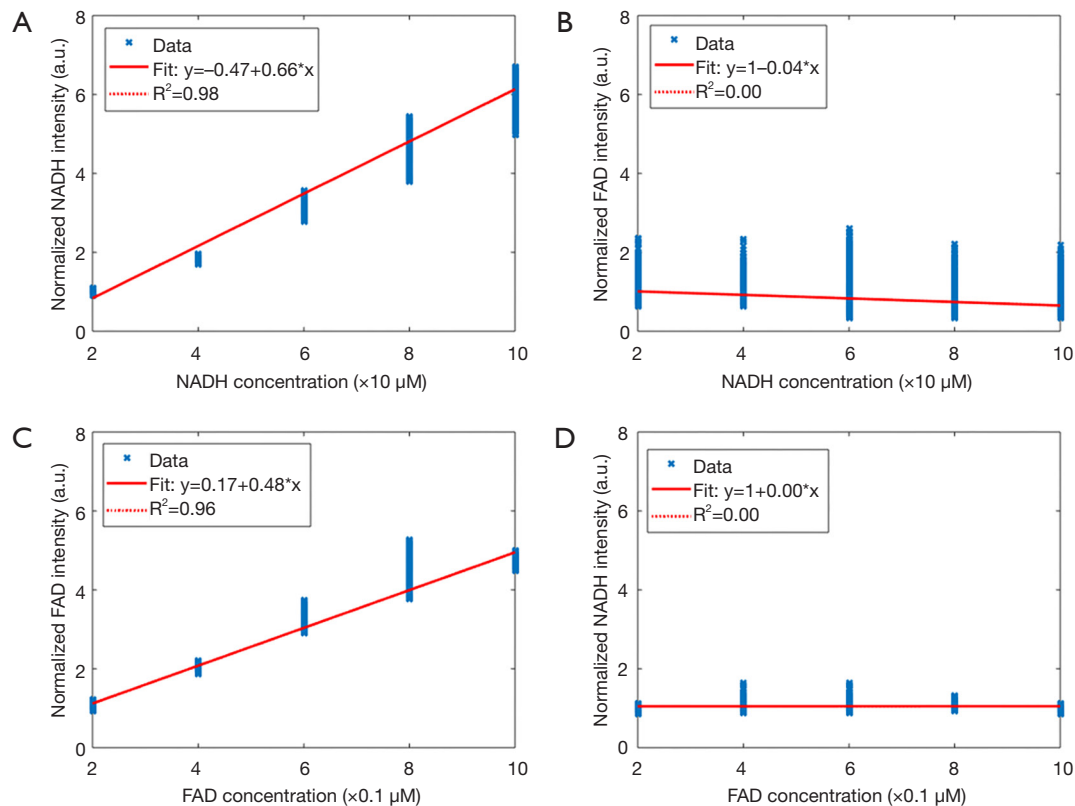 A
8
6
4
2
0
Normalized NADH intensity (a.u.)
Data
Fit: y=–0.47+0.66*x
R²=0.98
2 4 6 8 10
NADH concentration (×10 μM)
B
8
6
4
2
0
Normalized FAD intensity (a.u.)
Data
Fit: y=1–0.04*x
R²=0.00
2 4 6 8 10
NADH concentration (×10 μM)
C
8
6
4
2
0
Normalized FAD intensity (a.u.)
Data
Fit: y=0.17+0.48*x
R²=0.96
2 4 6 8 10
FAD concentration (×0.1 μM)
D
8
6
4
2
0
Normalized NADH intensity (a.u.)
Data
Fit: y=1+0.00*x
R²=0.00
2 4 6 8 10
FAD concentration (×0.1 μM)